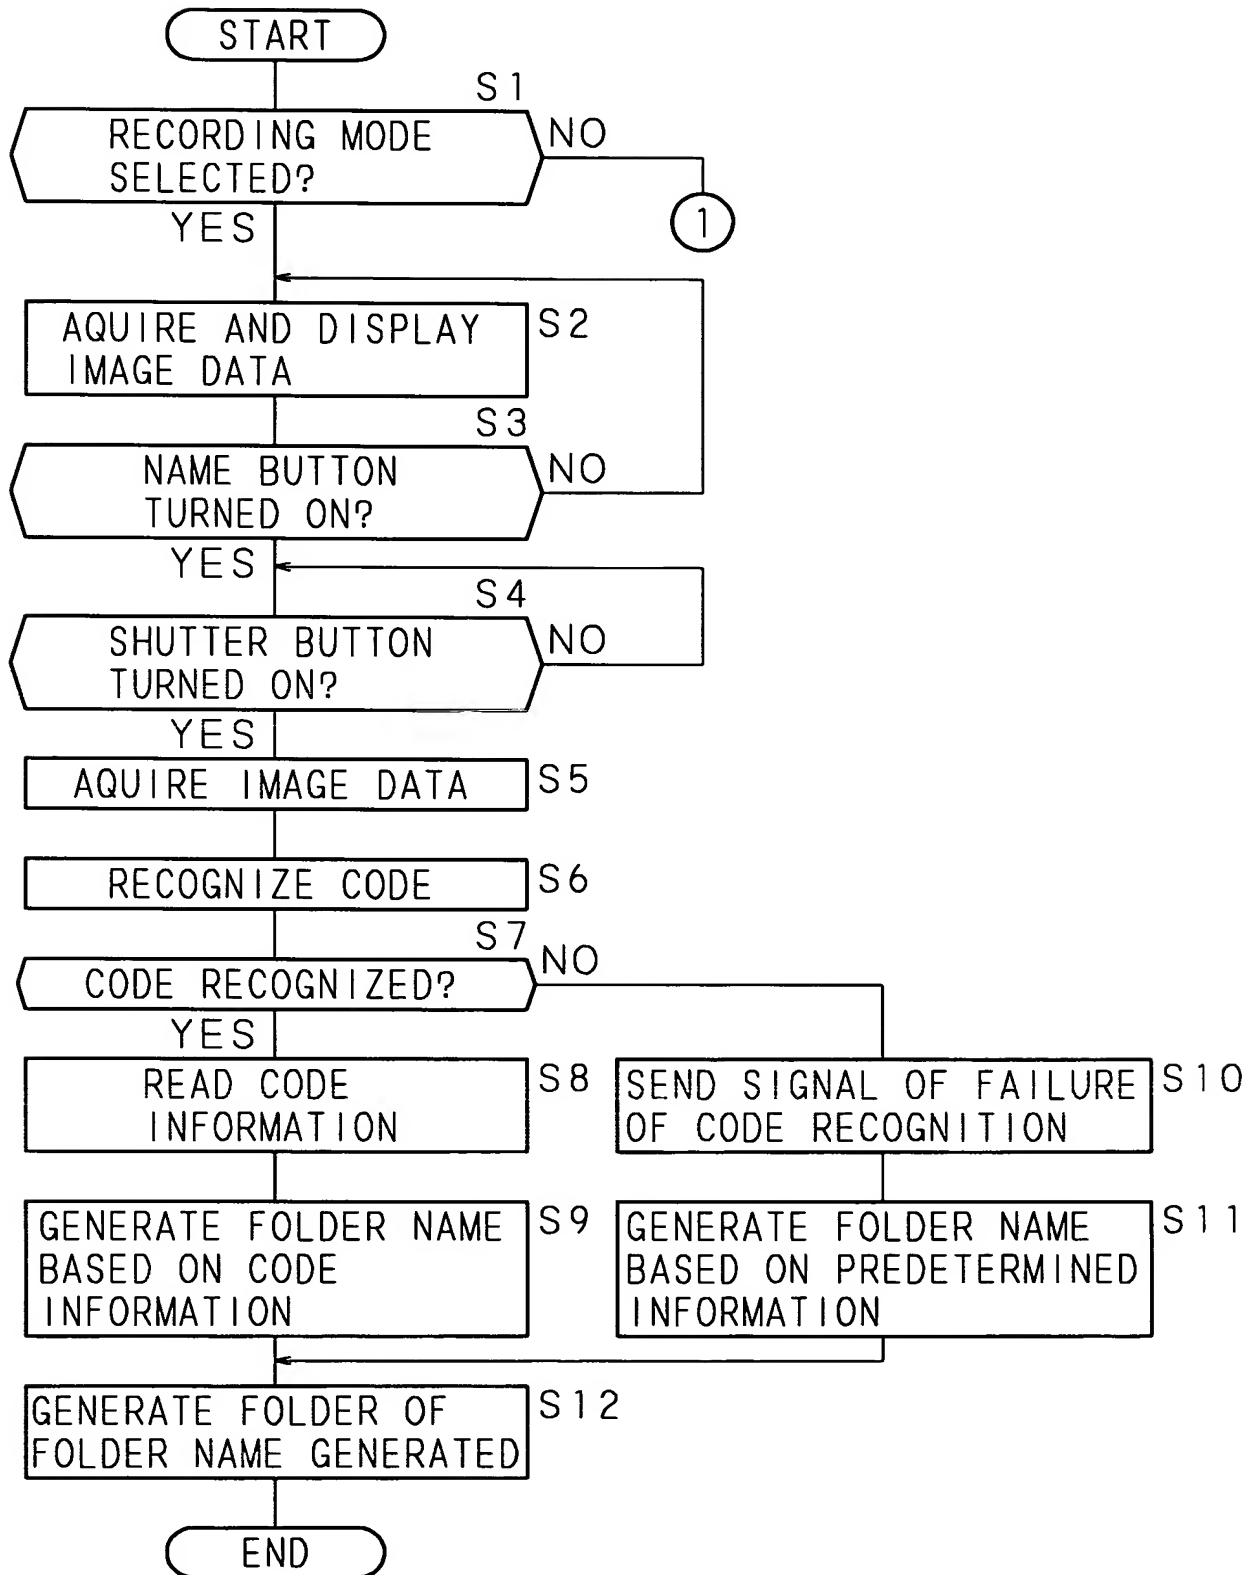 START
S1
RECORDING MODE
SELECTED?
NO
YES
1
AQUIRE AND DISPLAY
IMAGE DATA
S2
S3
NAME BUTTON
TURNED ON?
NO
YES
S4
SHUTTER BUTTON
TURNED ON?
NO
YES
AQUIRE IMAGE DATA
S5
RECOGNIZE CODE
S6
S7
CODE RECOGNIZED?
NO
YES
READ CODE
INFORMATION
S8
SEND SIGNAL OF FAILURE
OF CODE RECOGNITION
S10
GENERATE FOLDER NAME
BASED ON CODE
INFORMATION
S9
GENERATE FOLDER NAME
BASED ON PREDETERMINED
INFORMATION
S11
GENERATE FOLDER OF
FOLDER NAME GENERATED
S12
END